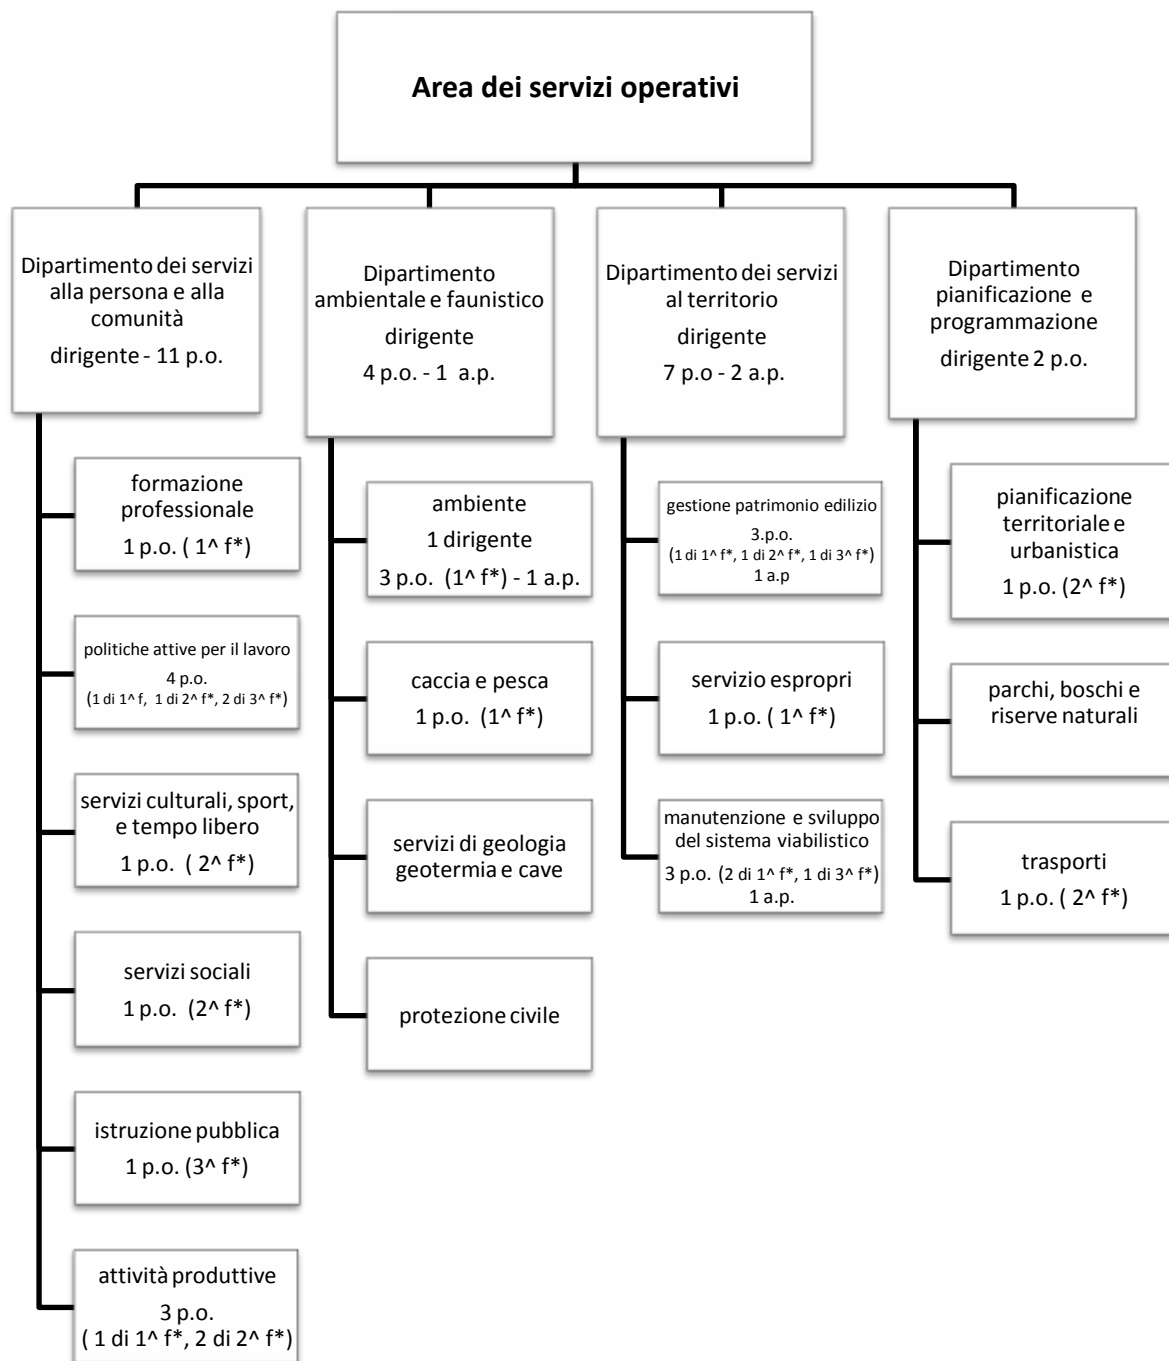 Area dei servizi operativi
Dipartimento dei servizi
alla persona e alla
comunità
dirigente - 11 p.o.
formazione
professionale
1 p.o. ( 1^ f*)
politiche attive per il lavoro
4 p.o.
(1 di 1^ f, 1 di 2^ f*, 2 di 3^ f*)
servizi culturali, sport,
e tempo libero
1 p.o. ( 2^ f*)
servizi sociali
1 p.o. (2^ f*)
istruzione pubblica
1 p.o. (3^ f*)
attività produttive
3 p.o.
( 1 di 1^ f*, 2 di 2^ f*)
Dipartimento
ambientale e faunistico
dirigente
4 p.o. - 1 a.p.
ambiente
1 dirigente
3 p.o. (1^ f*) - 1 a.p.
caccia e pesca
1 p.o. (1^ f*)
servizi di geologia
geotermia e cave
protezione civile
Dipartimento dei servizi
al territorio
dirigente
7 p.o - 2 a.p.
gestione patrimonio edilizio
3.p.o.
(1 di 1^ f*, 1 di 2^ f*, 1 di 3^ f*)
1 a.p
servizio espropri
1 p.o. ( 1^ f*)
manutenzione e sviluppo
del sistema viabilistico
3 p.o. (2 di 1^ f*, 1 di 3^ f*)
1 a.p.
Dipartimento
pianificazione e
programmazione
dirigente 2 p.o.
pianificazione
territoriale e
urbanistica
1 p.o. (2^ f*)
parchi, boschi e
riserve naturali
trasporti
1 p.o. ( 2^ f*)